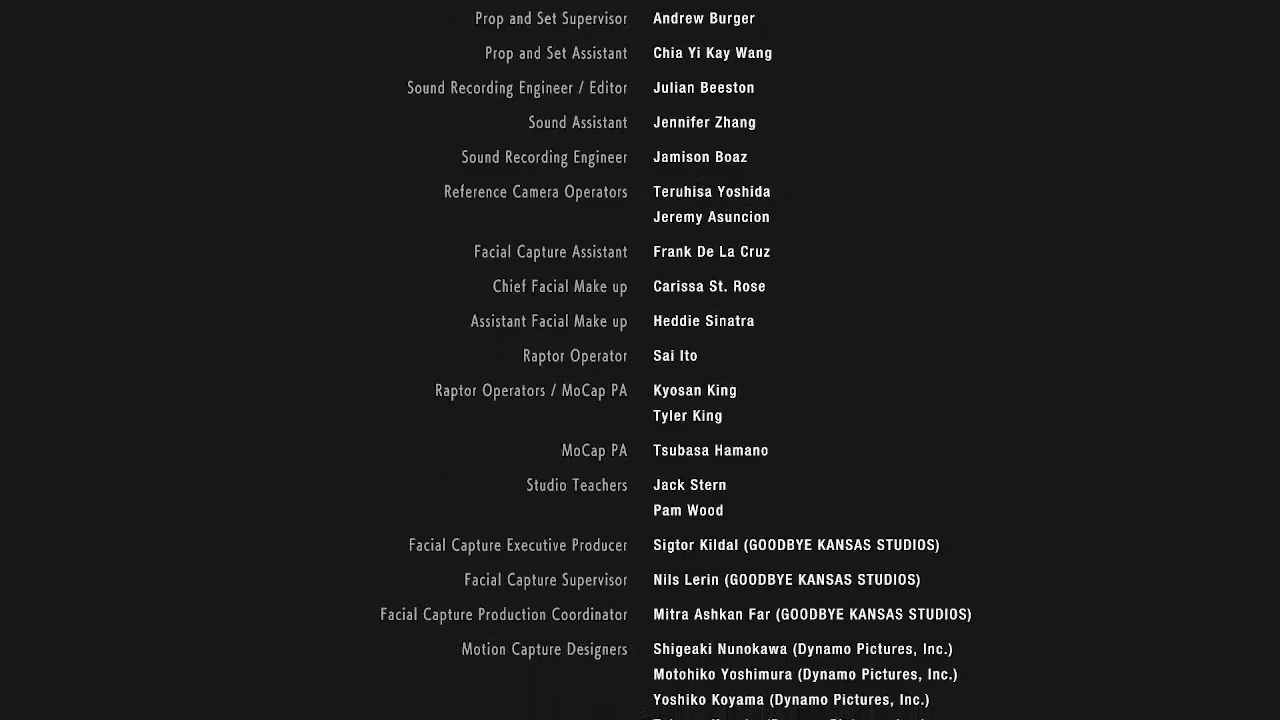 Prop and Set Supervisor Andrew Burger
Prop and Set Assistant Chia Yi Kay Wang
Sound Recording Engineer / Editor Julian Beeston
Sound Assistant Jennifer Zhang
Sound Recording Engineer Jamison Boaz
Reference Camera Operators Teruhisa Yoshida
Jeremy Asuncion
Facial Capture Assistant Frank De La Cruz
Chief Facial Make up Carissa St. Rose
Assistant Facial Make up Heddie Sinatra
Raptor Operator Sai Ito
Raptor Operators / MoCap PA Kyosan King
Tyler King
MoCap PA Tsubasa Hamano
Studio Teachers Jack Stern
Pam Wood
Facial Capture Executive Producer Sigtor Kildal (GOODBYE KANSAS STUDIOS)
Facial Capture Supervisor Nils Lerin (GOODBYE KANSAS STUDIOS)
Facial Capture Production Coordinator Mitra Ashkan Far (GOODBYE KANSAS STUDIOS)
Motion Capture Designers Shigeaki Nunokawa (Dynamo Pictures, Inc.)
Motohiko Yoshimura (Dynamo Pictures, Inc.)
Yoshiko Koyama (Dynamo Pictures, Inc.)